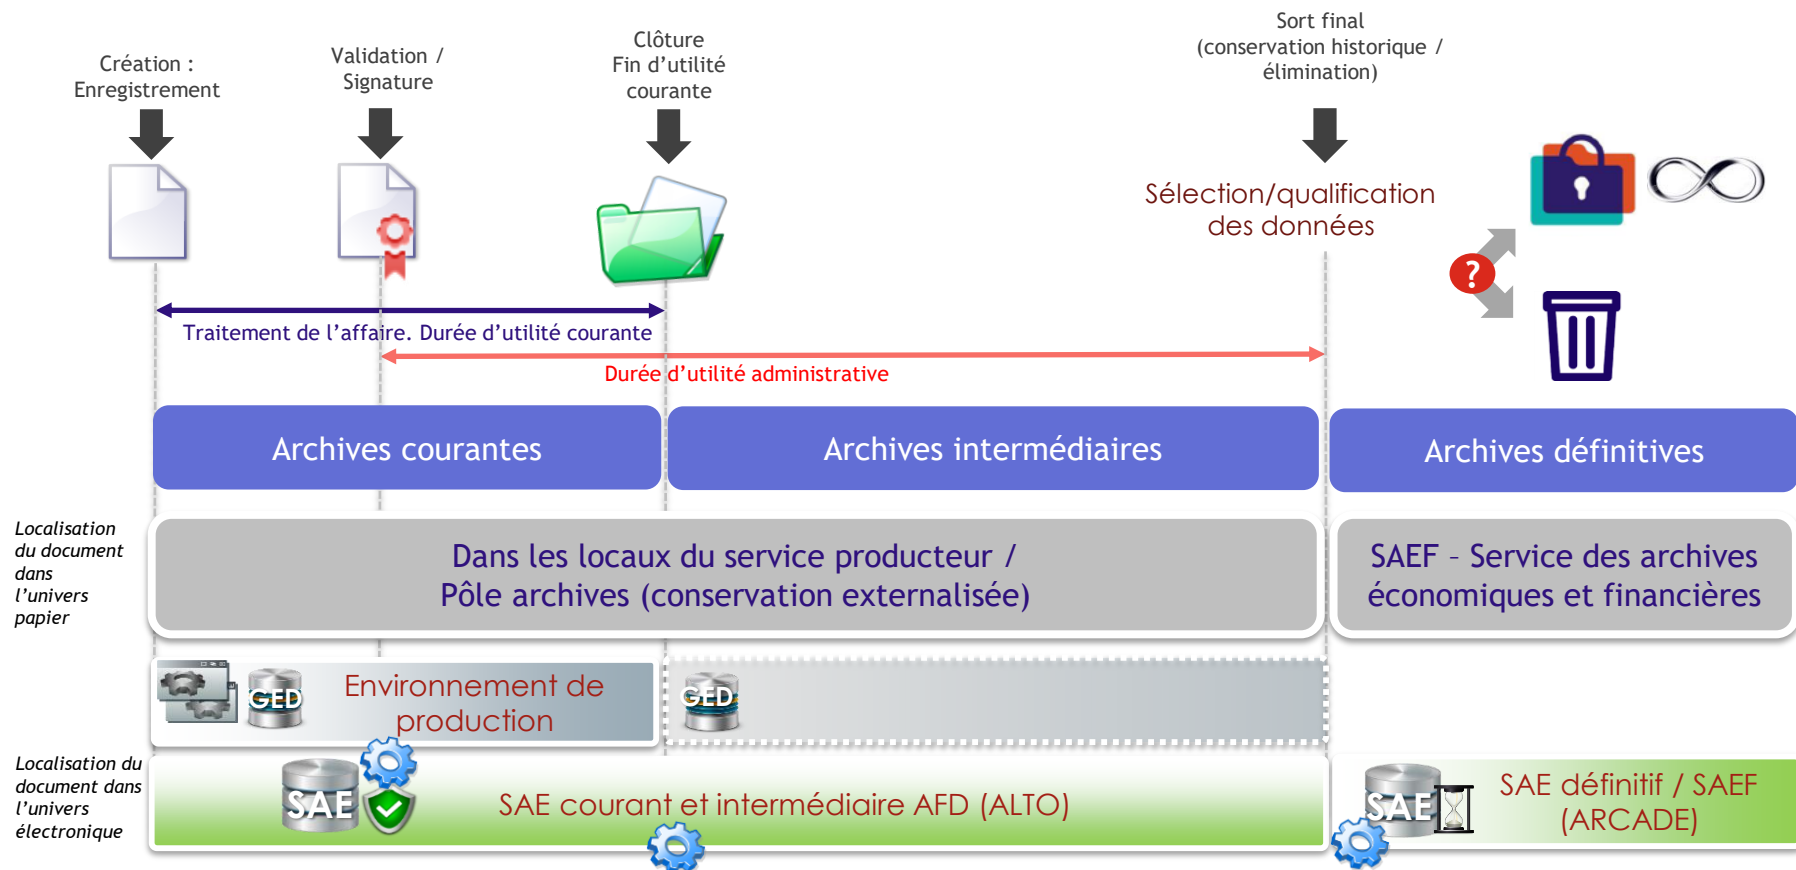 Création :
Enregistrement
Validation /
Signature
Clôture
Fin d’utilité
courante
Sort final
(conservation historique /
élimination)
Sélection/qualification
des données
?
Traitement de l’affaire. Durée d’utilité courante
Durée d’utilité administrative
Archives courantes
Archives intermédiaires
Archives définitives
Localisation
du document
dans
l’univers
papier
Dans les locaux du service producteur /
Pôle archives (conservation externalisée)
SAEF – Service des archives
économiques et financières
GED
Environnement de
production
GED
Localisation du
document dans
l’univers
électronique
SAE
SAE courant et intermédiaire AFD (ALTO)
SAE
SAE définitif / SAEF
(ARCADE)